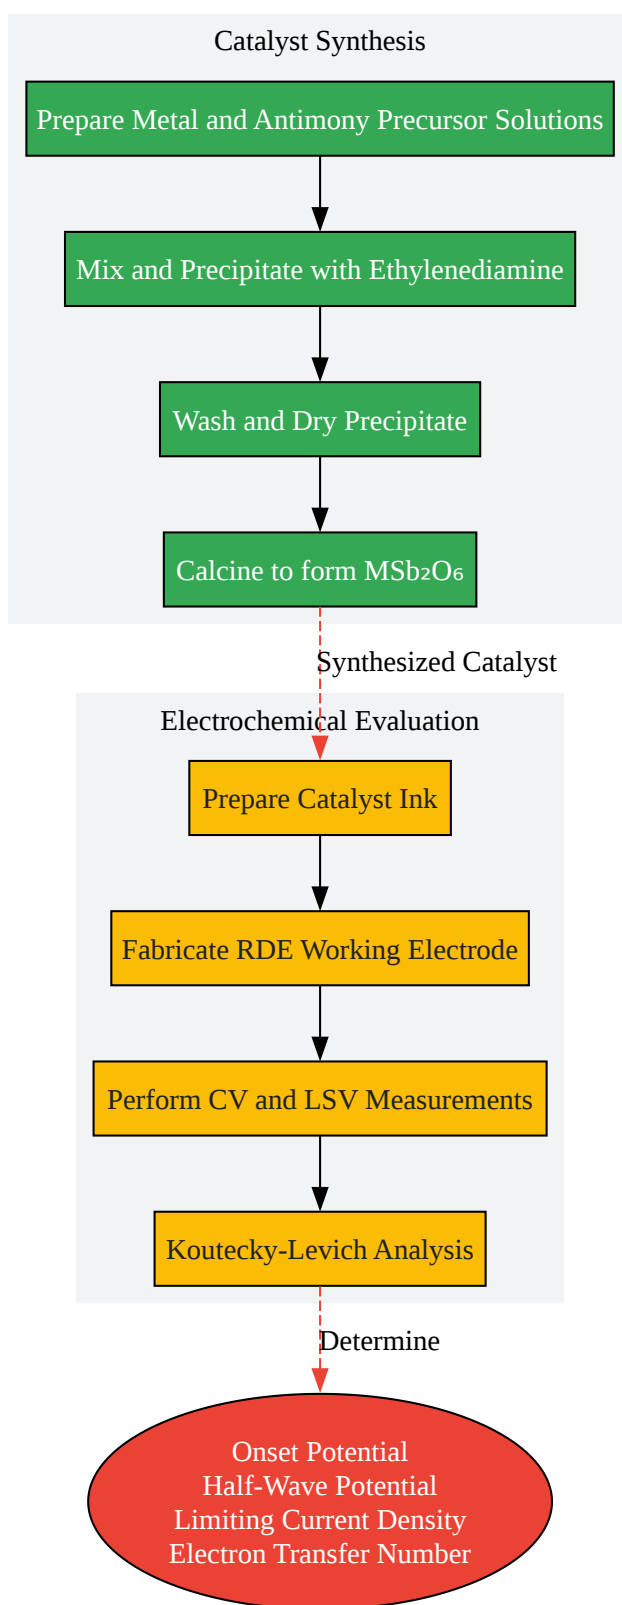 Catalyst Synthesis
Prepare Metal and Antimony Precursor Solutions
Mix and Precipitate with Ethylenediamine
Wash and Dry Precipitate
Calcine to form MSb₂O₆
Synthesized Catalyst
Electrochemical Evaluation
Prepare Catalyst Ink
Fabricate RDE Working Electrode
Perform CV and LSV Measurements
Koutecky-Levich Analysis
Determine
Onset Potential
Half-Wave Potential
Limiting Current Density
Electron Transfer Number